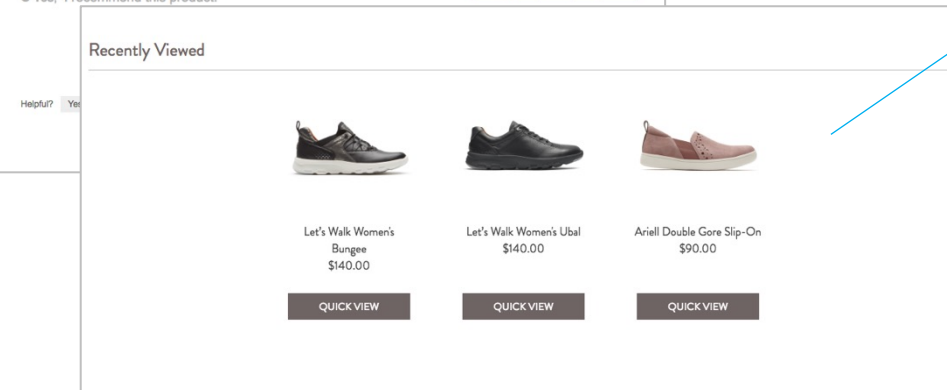 Recently Viewed
Helpful? Yes
Let's Walk Women's
Bungee
$140.00
Let's Walk Women's Ubal
$140.00
Ariell Double Gore Slip-On
$90.00
QUICK VIEW
QUICK VIEW
QUICK VIEW